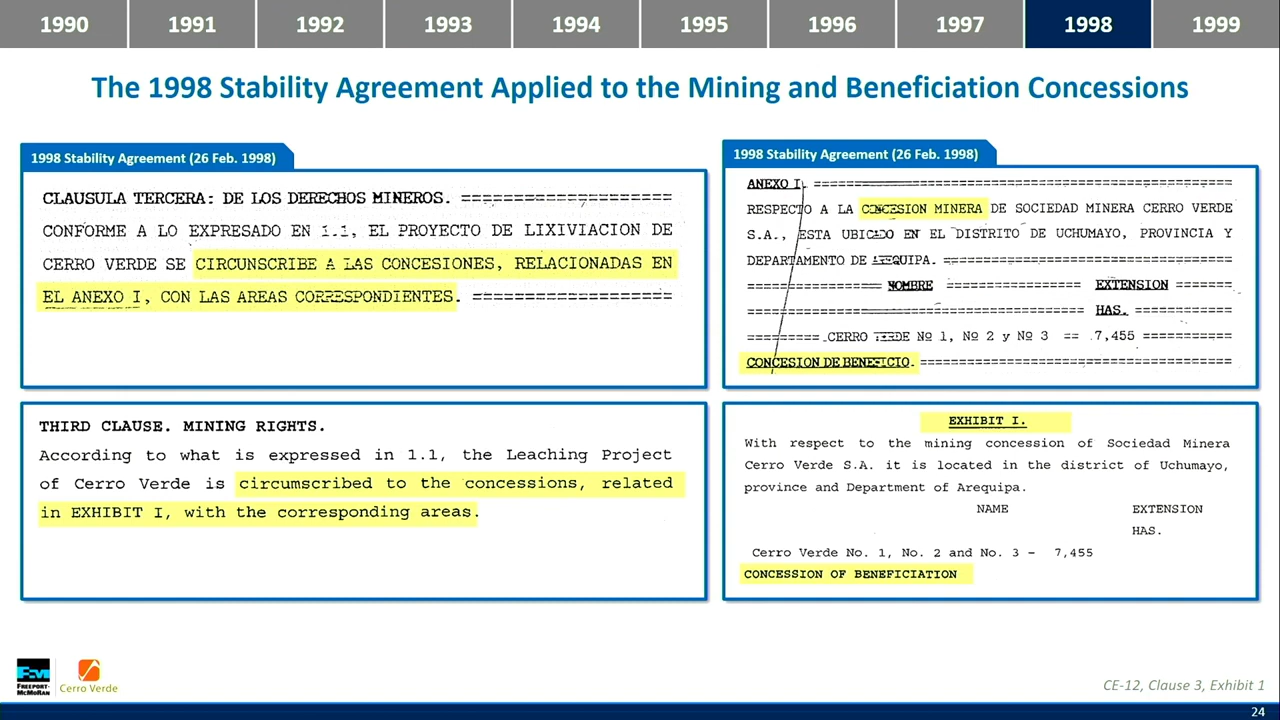 1990 1991 1992 1993 1994 1995 1996 1997 1998 1999
The 1998 Stability Agreement Applied to the Mining and Beneficiation Concessions
1998 Stability Agreement (26 Feb. 1998)
CLAUSULA TERCERA: DE LOS DERECHOS MINEROS. ======================
CONFORME A LO EXPRESADO EN 1.1, EL PROYECTO DE LIXIVIACION DE
CERRO VERDE SE CIRCUNSCRIBE A LAS CONCESIONES, RELACIONADAS EN
EL ANEXO I, CON LAS AREAS CORRESPONDIENTES. =====================
THIRD CLAUSE. MINING RIGHTS.
According to what is expressed in 1.1, the Leaching Project
of Cerro Verde is circumscribed to the concessions, related
in EXHIBIT I, with the corresponding areas.
1998 Stability Agreement (26 Feb. 1998)
ANEXO I. ==================================================
RESPECTO A LA CONCESION MINERA DE SOCIEDAD MINERA CERRO VERDE
S.A., ESTA UBICADO EN EL DISTRITO DE UCHUMAYO, PROVINCIA Y
DEPARTAMENTO DE AREQUIPA. ==================================
================= NOMBRE ================ EXTENSION =======
========================================== HAS. ============
========= CERRO VERDE Nº 1, Nº 2 y Nº 3 == 7,455 ===========
CONCESION DE BENEFICIO. =====================================
EXHIBIT I.
With respect to the mining concession of Sociedad Minera
Cerro Verde S.A. it is located in the district of Uchumayo,
province and Department of Arequipa.
NAME EXTENSION
HAS.
Cerro Verde No. 1, No. 2 and No. 3 – 7,455
CONCESSION OF BENEFICIATION
FREEPORT-McMoRAN
Cerro Verde
CE-12, Clause 3, Exhibit 1
24